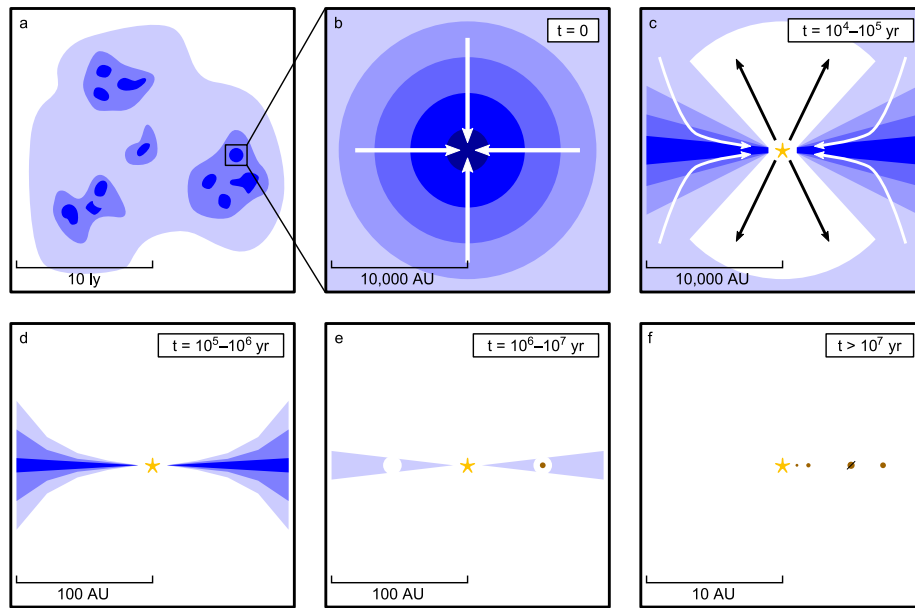 a
10 ly
b
t = 0
10,000 AU
c
t = 10⁴–10⁵ yr
10,000 AU
d
t = 10⁵–10⁶ yr
100 AU
e
t = 10⁶–10⁷ yr
100 AU
f
t > 10⁷ yr
10 AU